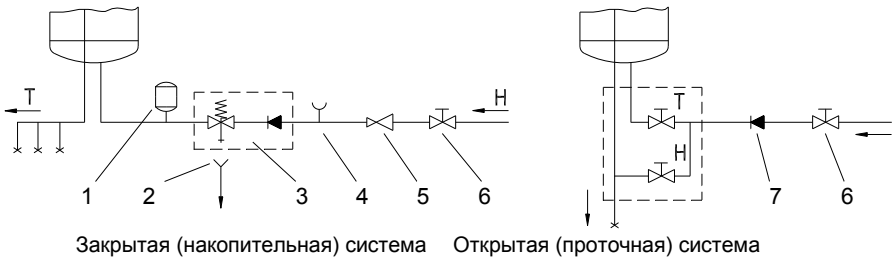 T H T
H
1 2 3 4 5 6 7 6
Закрытая (накопительная) система Открытая (проточная) система